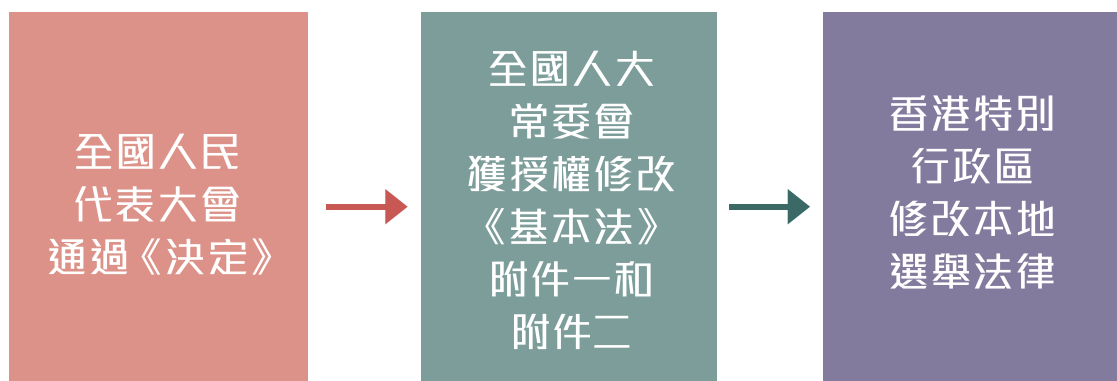 全國人民
代表大會
通過《決定》
全國人大
常委會
獲授權修改
《基本法》
附件一和
附件二
香港特別
行政區
修改本地
選舉法律